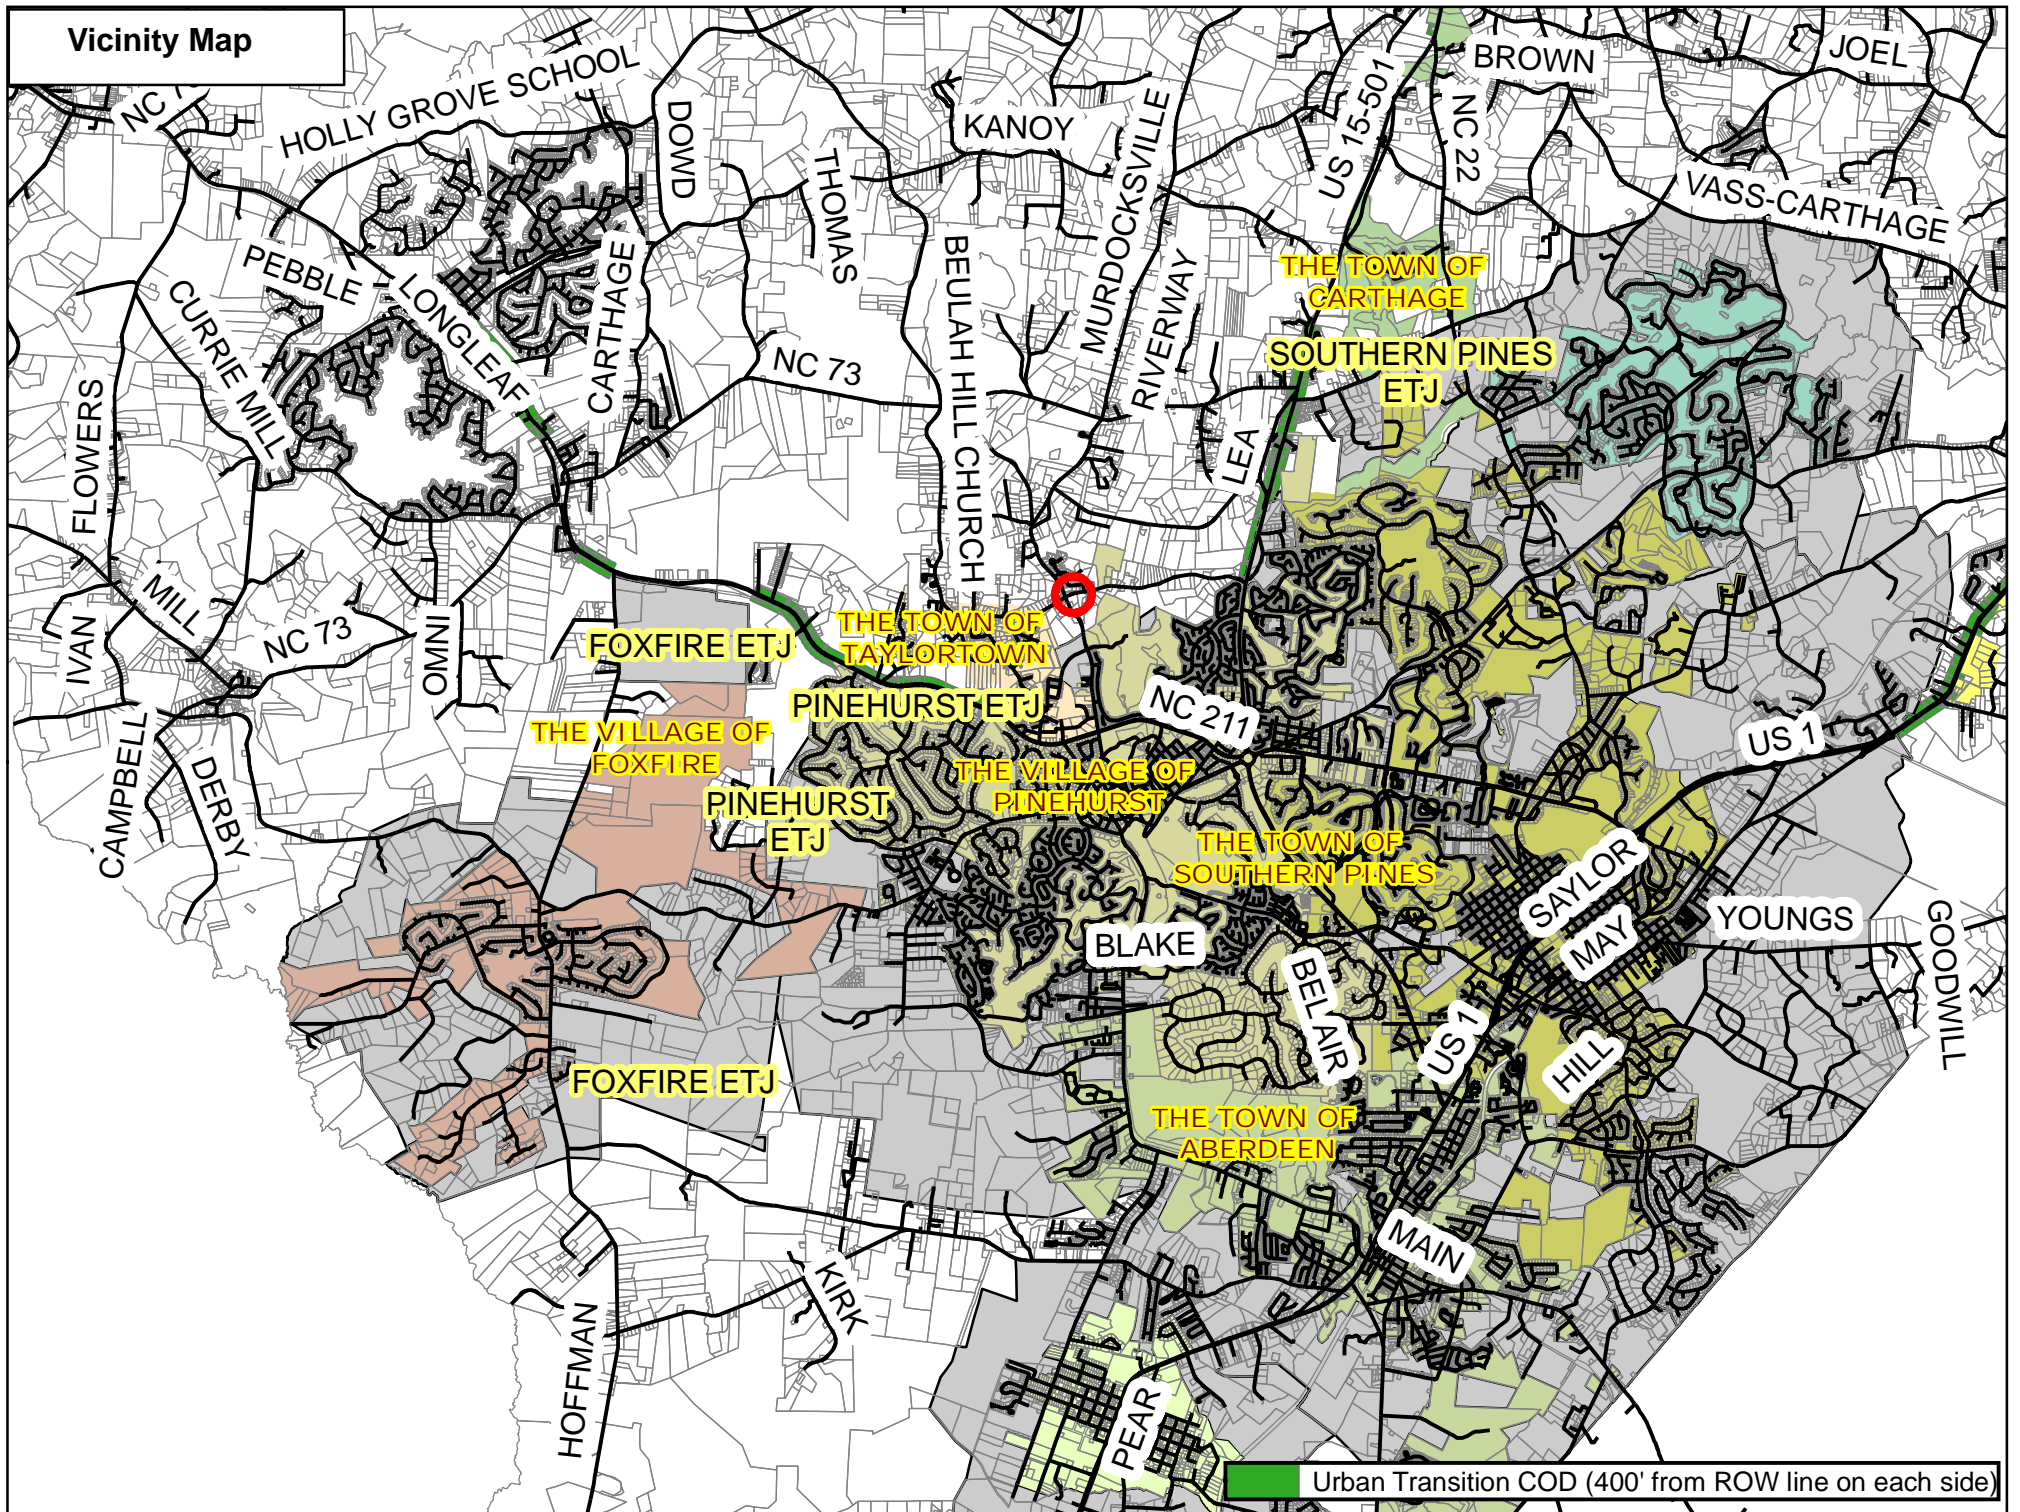 Vicinity Map
NC 7
HOLLY GROVE SCHOOL
DOWD
KANOY
MURDOCKSVILLE
US 15-501
BROWN
NC 22
JOEL
THOMAS
VASS-CARTHAGE
PEBBLE
LONGLEAF
CARTHAGE
BEULAH HILL CHURCH
RIVERWAY
THE TOWN OF
CARTHAGE
CURRIE MILL
NC 73
SOUTHERN PINES
ETJ
FLOWERS
LEA
MILL
IVAN
NC 73
OMNI
FOXFIRE ETJ
THE TOWN OF
TAYLORTOWN
PINEHURST ETJ
NC 211
THE VILLAGE OF
FOXFIRE
US 1
CAMPBELL
DERBY
PINEHURST
ETJ
THE VILLAGE OF
PINEHURST
THE TOWN OF
SOUTHERN PINES
SAYLOR
MAY
YOUNGS
GOODWILL
BLAKE
BEL AIR
US 1
HILL
FOXFIRE ETJ
THE TOWN OF
ABERDEEN
MAIN
KIRK
HOFFMAN
PEAR
Urban Transition COD (400' from ROW line on each side)